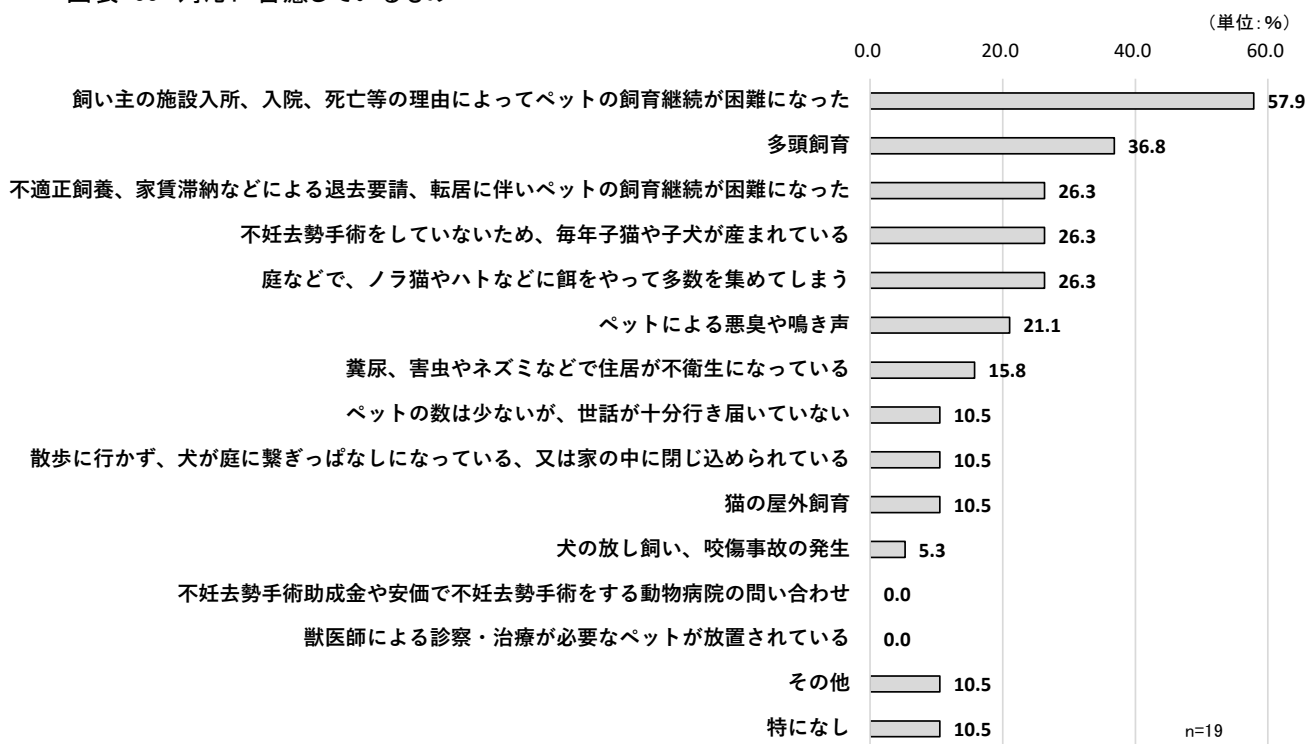 （単位：％）
0.0 20.0 40.0 60.0
飼い主の施設入所、入院、死亡等の理由によってペットの飼育継続が困難になった 57.9
多頭飼育 36.8
不適正飼養、家賃滞納などによる退去要請、転居に伴いペットの飼育継続が困難になった 26.3
不妊去勢手術をしていないため、毎年子猫や子犬が産まれている 26.3
庭などで、ノラ猫やハトなどに餌をやって多数を集めてしまう 26.3
ペットによる悪臭や鳴き声 21.1
糞尿、害虫やネズミなどで住居が不衛生になっている 15.8
ペットの数は少ないが、世話が十分行き届いていない 10.5
散歩に行かず、犬が庭に繋ぎっぱなしになっている、又は家の中に閉じ込められている 10.5
猫の屋外飼育 10.5
犬の放し飼い、咬傷事故の発生 5.3
不妊去勢手術助成金や安価で不妊去勢手術をする動物病院の問い合わせ 0.0
獣医師による診察・治療が必要なペットが放置されている 0.0
その他 10.5
特になし 10.5
n=19